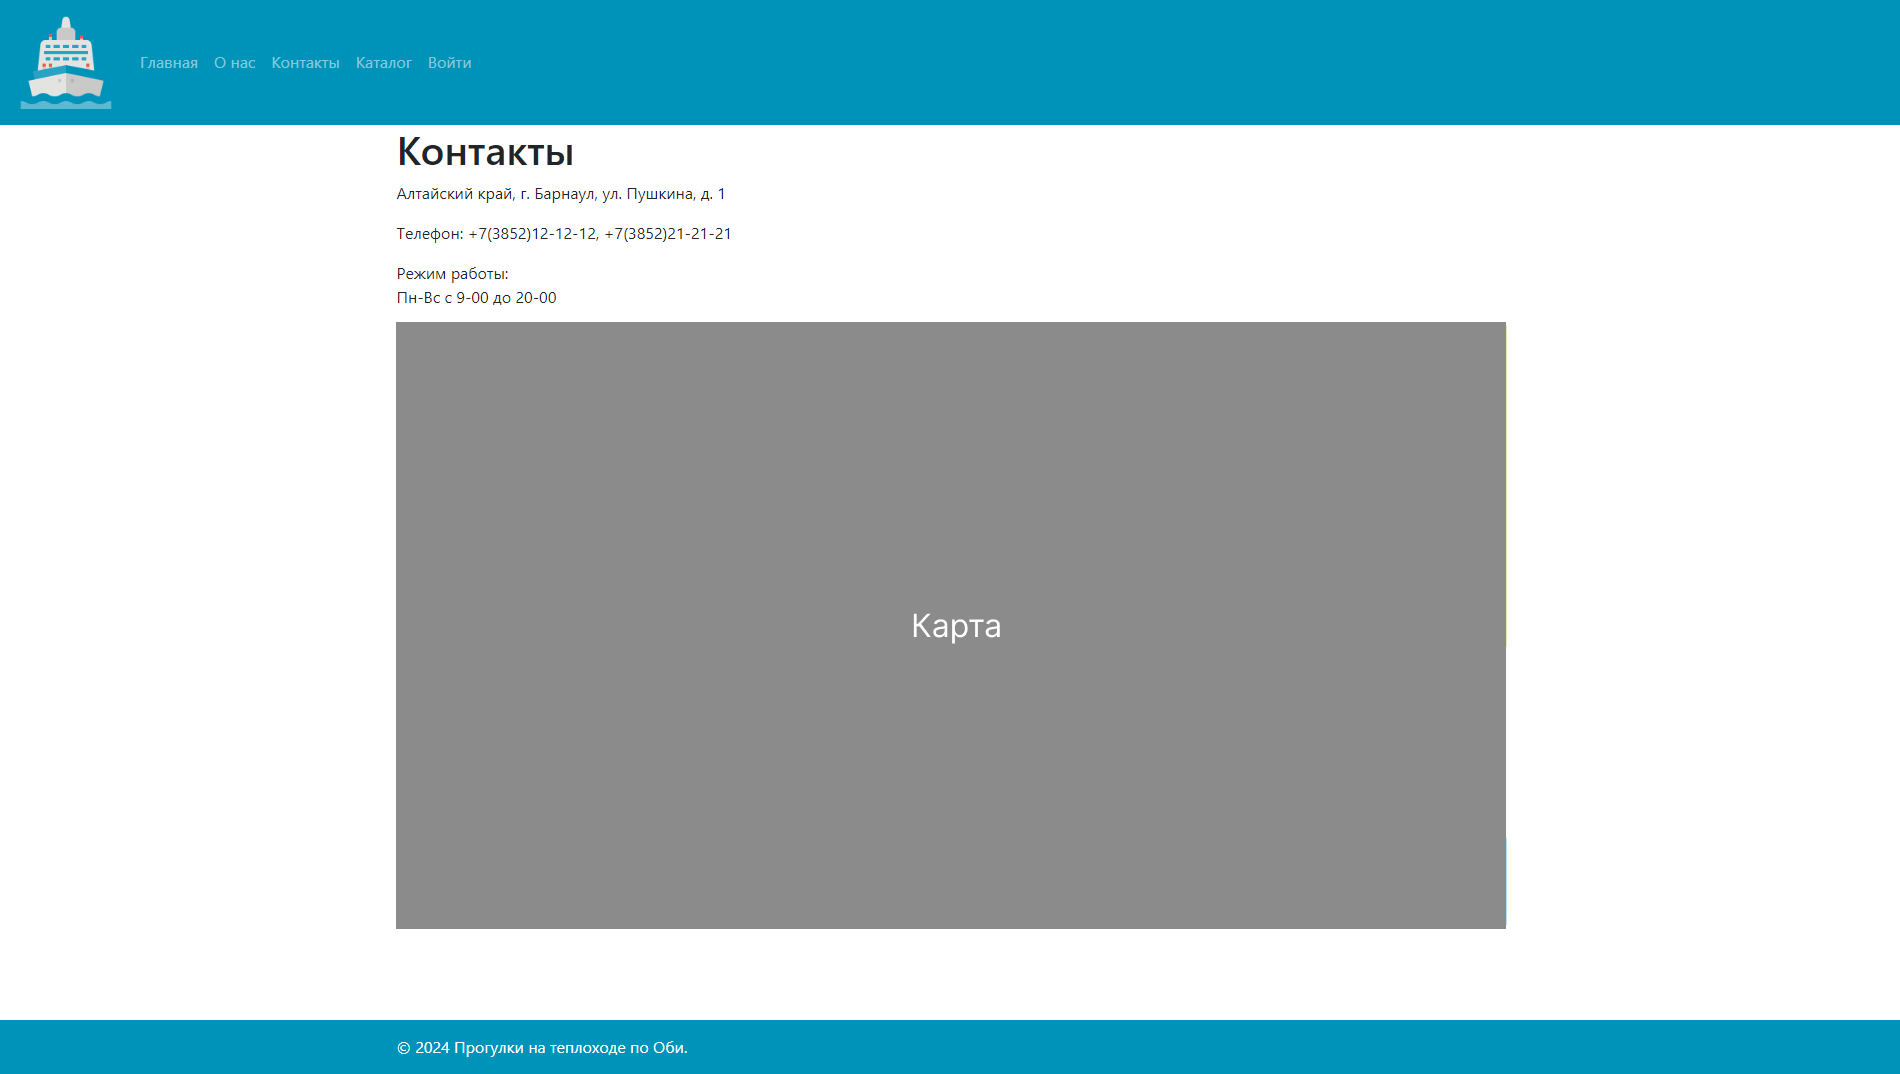 Главная О нас Контакты Каталог Войти
Контакты
Алтайский край, г. Барнаул, ул. Пушкина, д. 1
Телефон: +7(3852)12-12-12, +7(3852)21-21-21
Режим работы:
Пн-Вс с 9-00 до 20-00
Карта
© 2024 Прогулки на теплоходе по Оби.